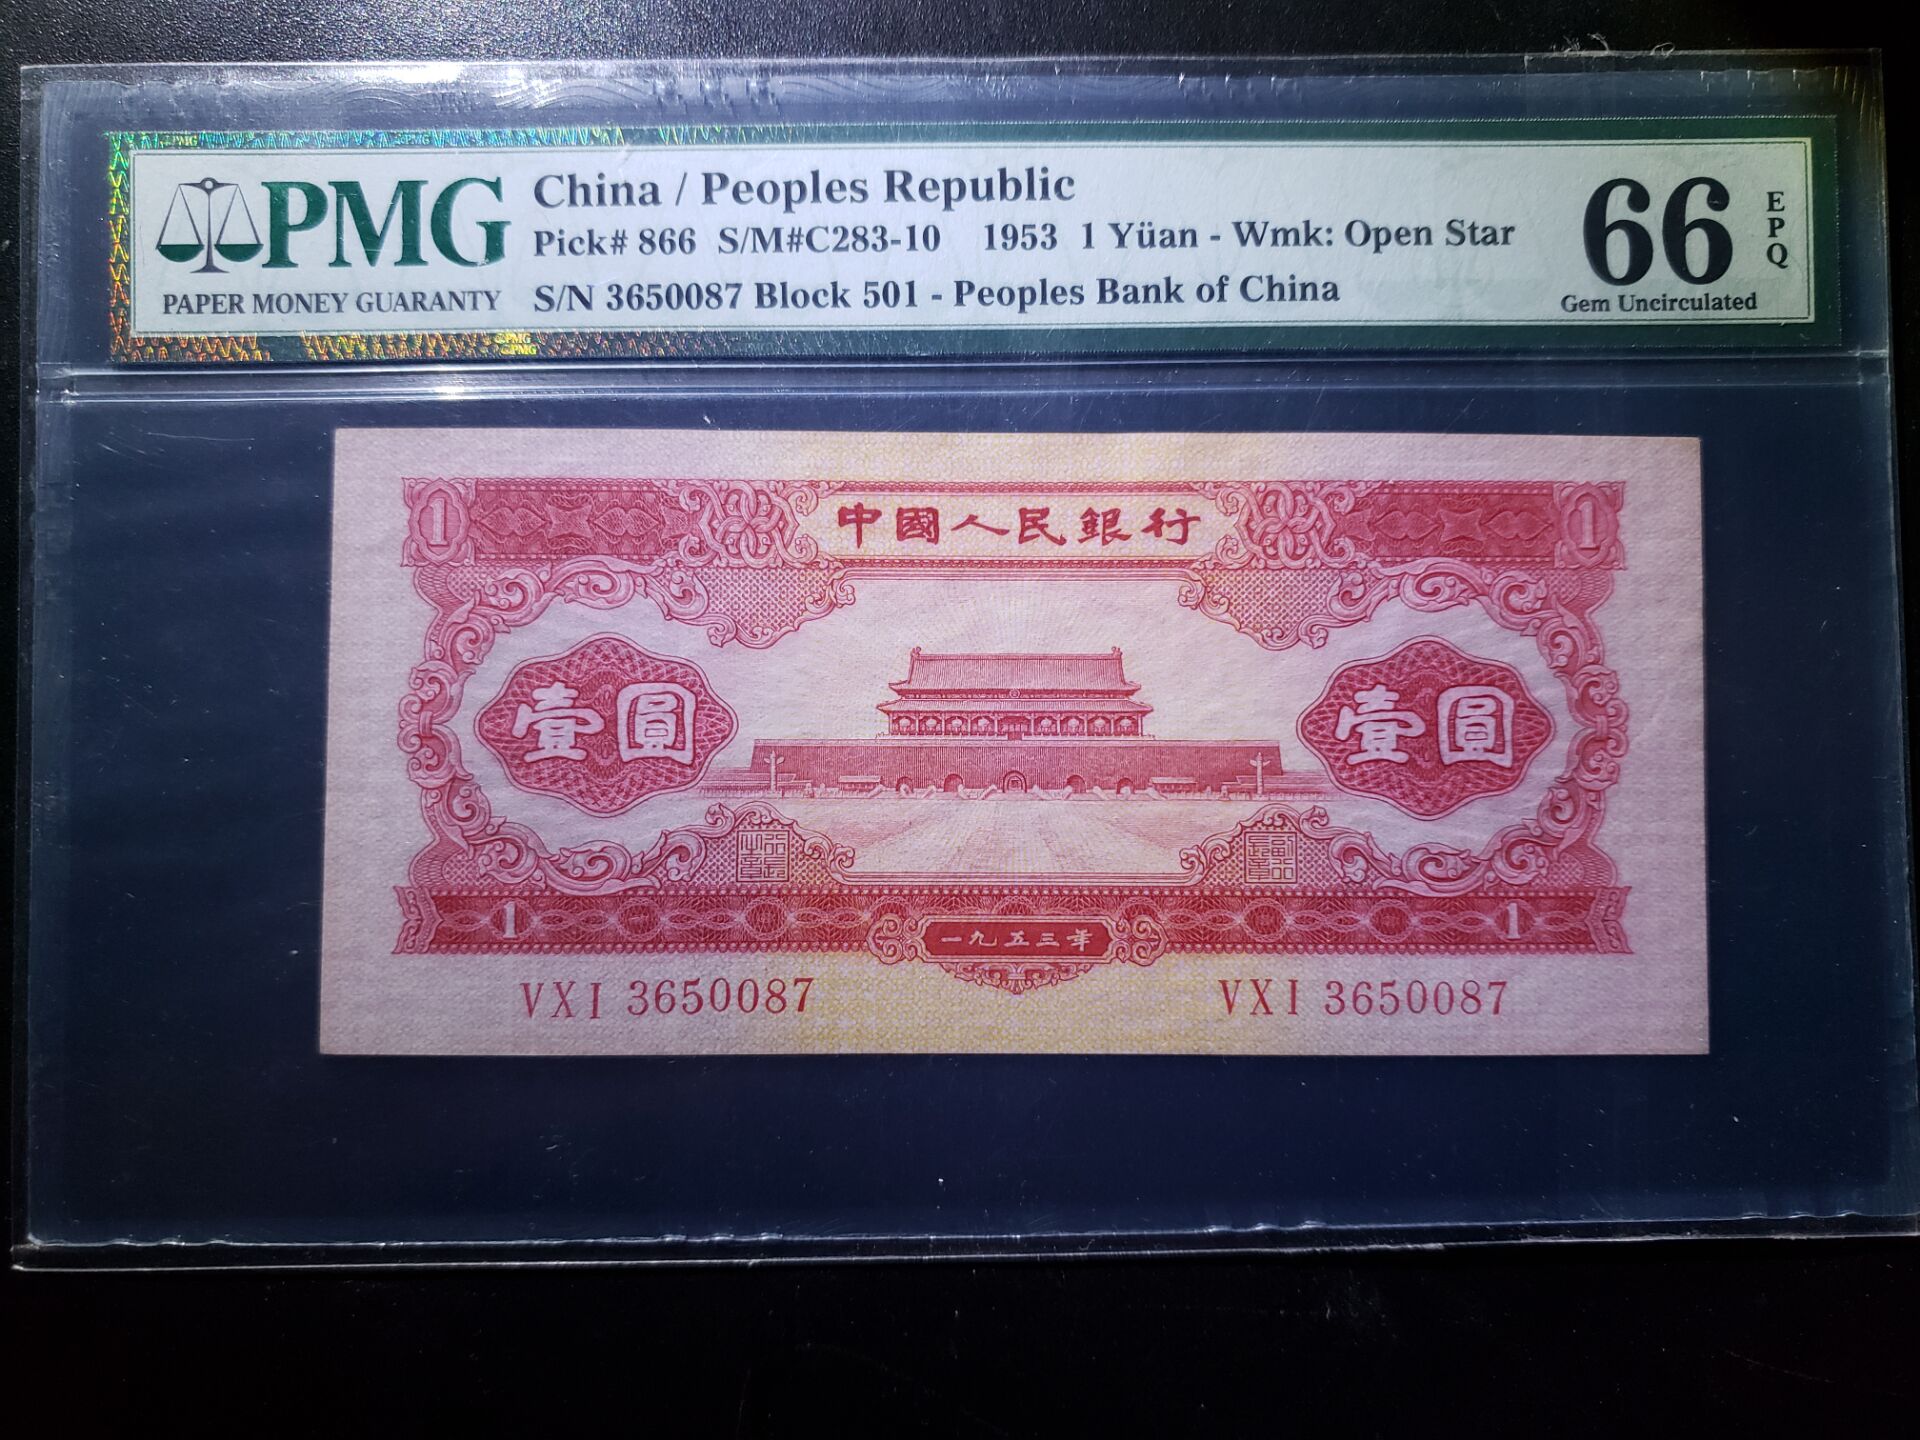 PMG
PAPER MONEY GUARANTY
China / Peoples Republic
Pick# 866 S/M#C283-10 1953 1 Yüan - Wmk: Open Star
S/N 3650087 Block 501 - Peoples Bank of China
66
EPQ
Gem Uncirculated
1 中國人民銀行 1
壹圓 壹圓
1 一九五三年 1
VXI 3650087 VXI 3650087